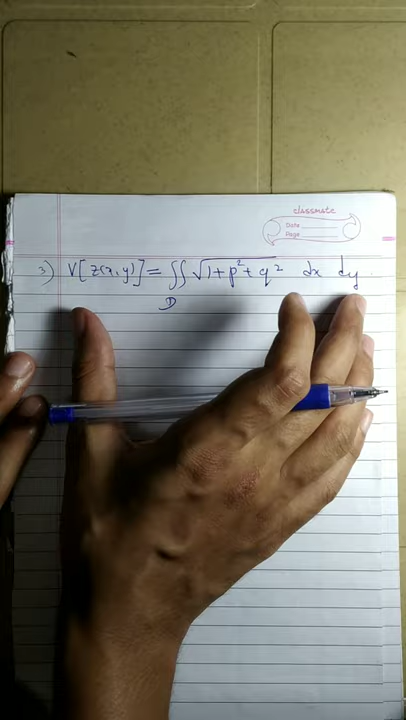 classmate
Date
Page
3) V[z(x,y)] = ∬ √1+p²+q² dx dy.
D